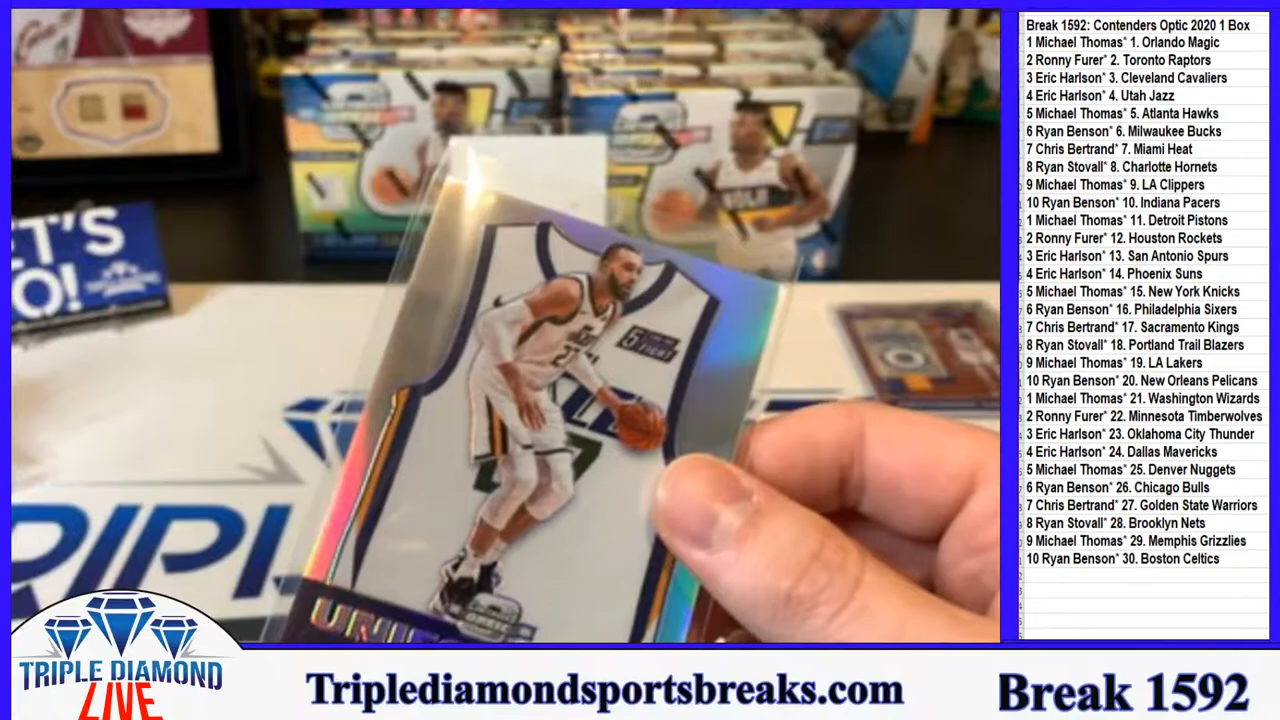 Break 1592: Contenders Optic 2020 1 Box
1 Michael Thomas* 1. Orlando Magic
2 Ronny Furer* 2. Toronto Raptors
3 Eric Harlson* 3. Cleveland Cavaliers
4 Eric Harlson* 4. Utah Jazz
5 Michael Thomas* 5. Atlanta Hawks
6 Ryan Benson* 6. Milwaukee Bucks
7 Chris Bertrand* 7. Miami Heat
8 Ryan Stovall* 8. Charlotte Hornets
9 Michael Thomas* 9. LA Clippers
10 Ryan Benson* 10. Indiana Pacers
1 Michael Thomas* 11. Detroit Pistons
2 Ronny Furer* 12. Houston Rockets
3 Eric Harlson* 13. San Antonio Spurs
4 Eric Harlson* 14. Phoenix Suns
5 Michael Thomas* 15. New York Knicks
6 Ryan Benson* 16. Philadelphia Sixers
7 Chris Bertrand* 17. Sacramento Kings
8 Ryan Stovall* 18. Portland Trail Blazers
9 Michael Thomas* 19. LA Lakers
10 Ryan Benson* 20. New Orleans Pelicans
1 Michael Thomas* 21. Washington Wizards
2 Ronny Furer* 22. Minnesota Timberwolves
3 Eric Harlson* 23. Oklahoma City Thunder
4 Eric Harlson* 24. Dallas Mavericks
5 Michael Thomas* 25. Denver Nuggets
6 Ryan Benson* 26. Chicago Bulls
7 Chris Bertrand* 27. Golden State Warriors
8 Ryan Stovall* 28. Brooklyn Nets
9 Michael Thomas* 29. Memphis Grizzlies
10 Ryan Benson* 30. Boston Celtics
ET'S
O!
TRIPL
UNI
OPTIC
TRIPLE DIAMOND
LIVE
Triplediamondsportsbreaks.com
Break 1592